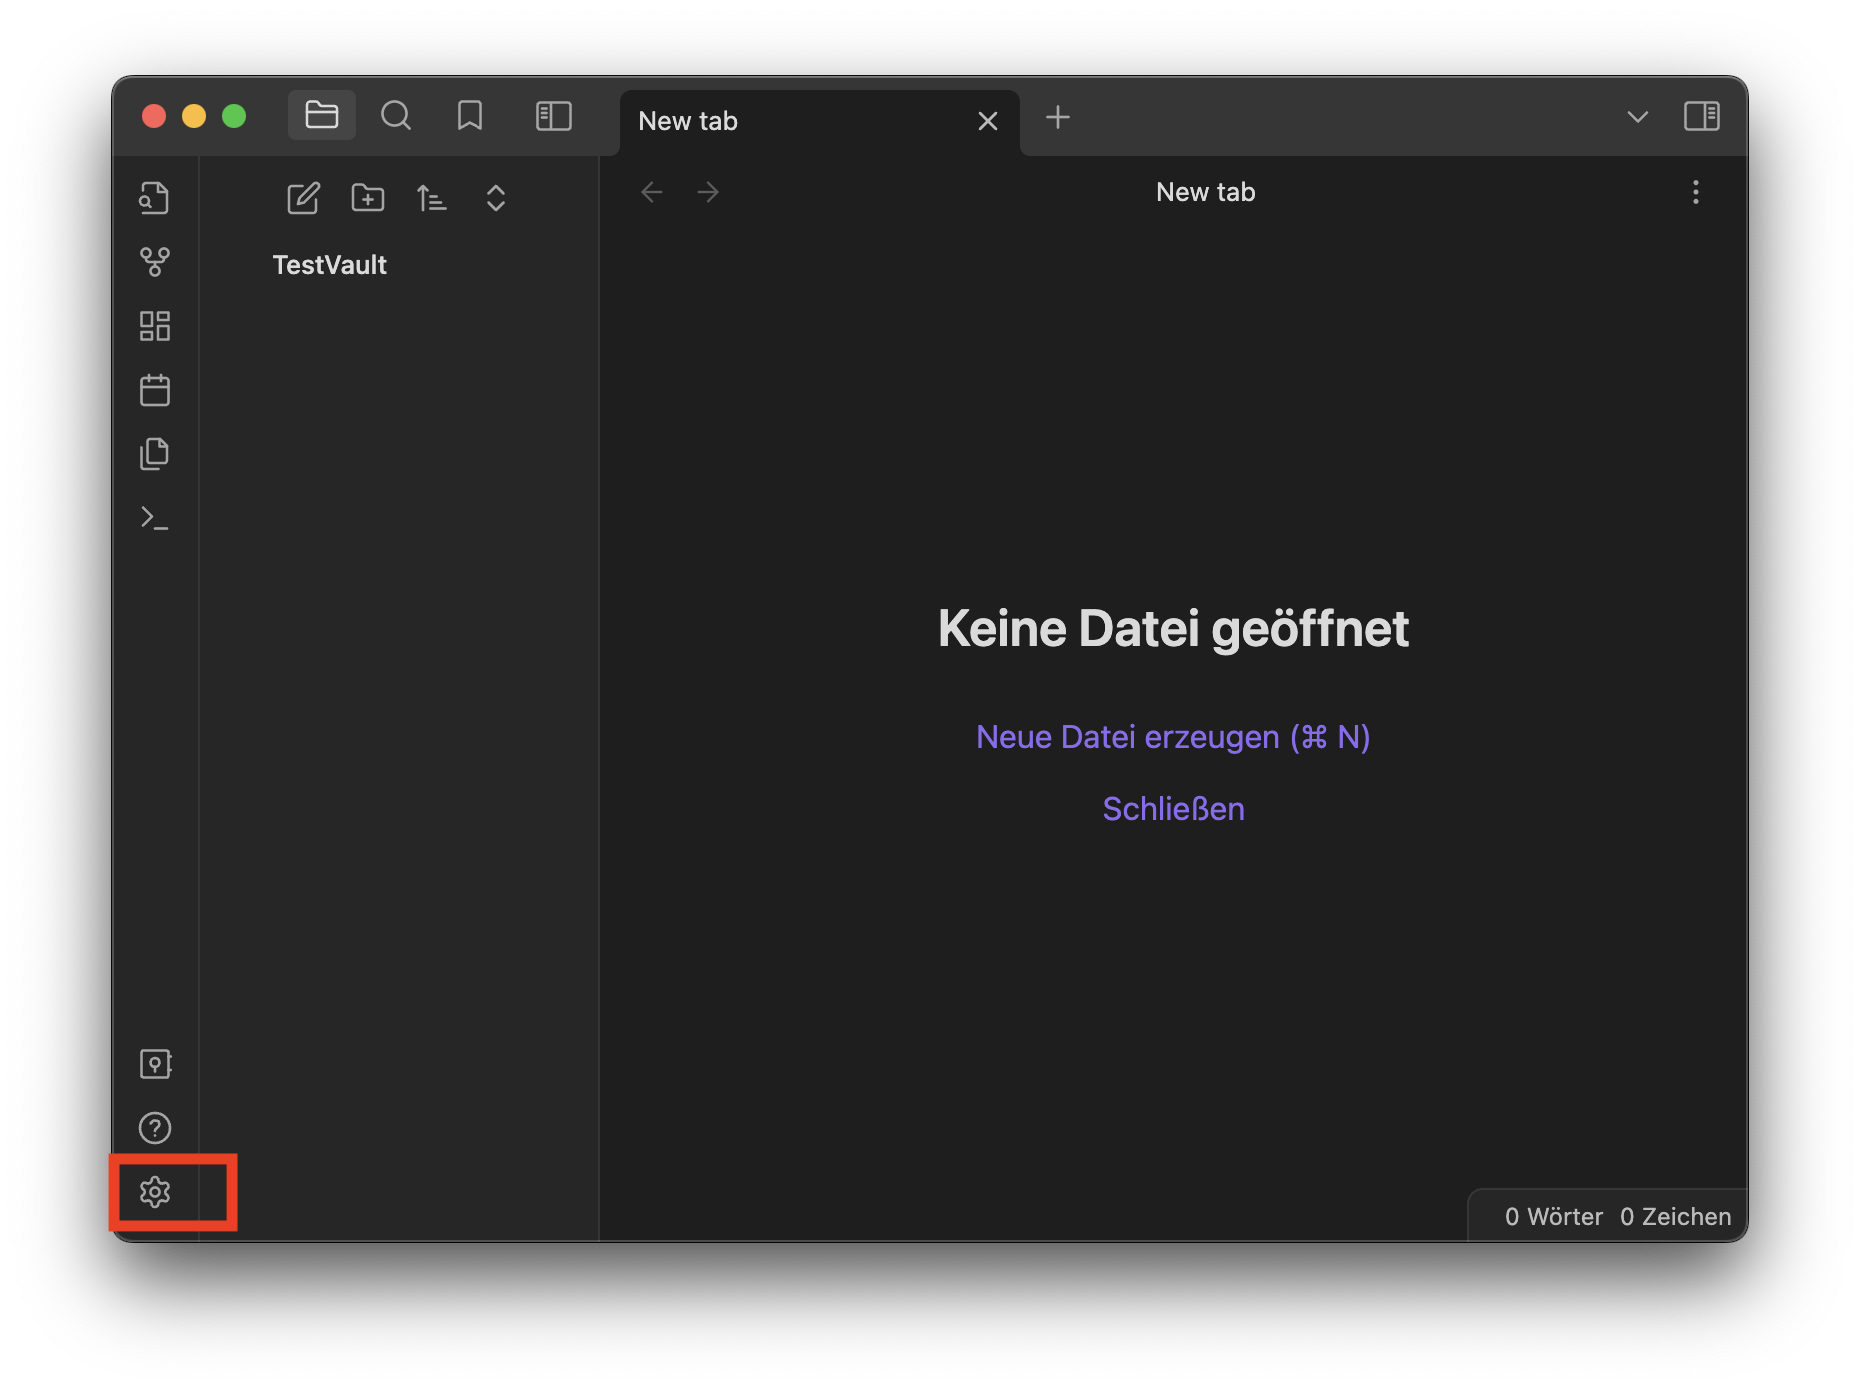 New tab
New tab
TestVault
Keine Datei geöffnet
Neue Datei erzeugen (⌘ N)
Schließen
0 Wörter 0 Zeichen